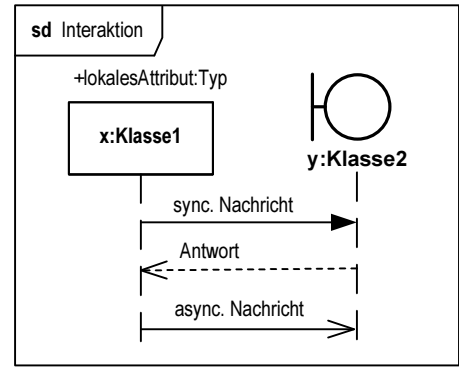 sd Interaktion
+lokalesAttribut:Typ
x:Klasse1
y:Klasse2
sync. Nachricht
Antwort
async. Nachricht